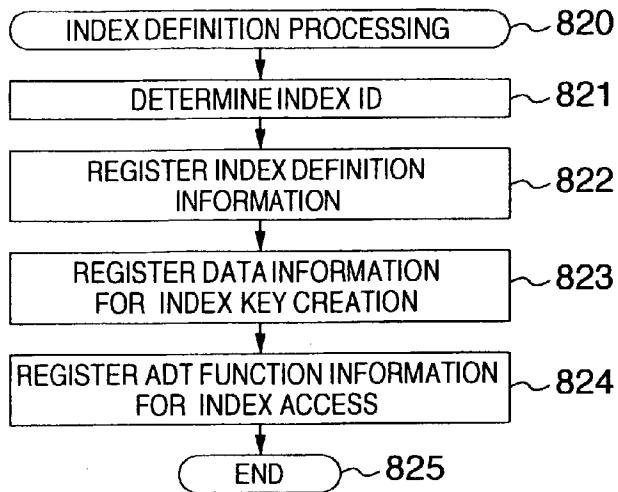 INDEX DEFINITION PROCESSING 820
DETERMINE INDEX ID 821
REGISTER INDEX DEFINITION
INFORMATION 822
REGISTER DATA INFORMATION
FOR INDEX KEY CREATION 823
REGISTER ADT FUNCTION INFORMATION
FOR INDEX ACCESS 824
END 825